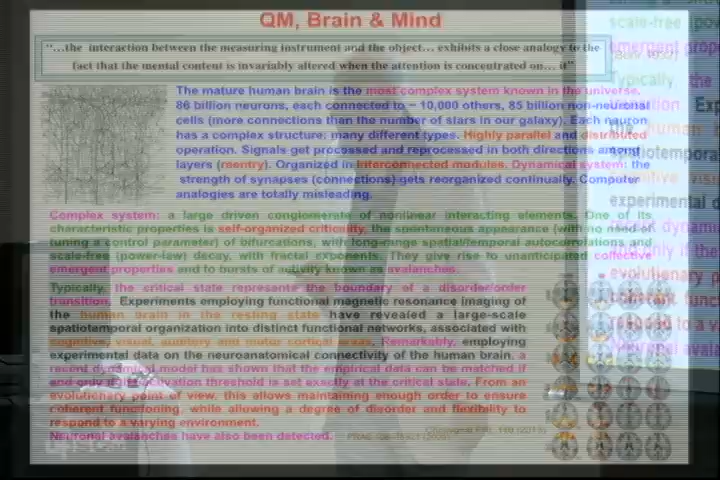 QM, Brain & Mind
“...the interaction between the measuring instrument and the object... exhibits a close analogy to the
fact that the mental content is invariably altered when the attention is concentrated on... it”
The mature human brain is the most complex system known in the universe.
86 billion neurons, each connected to ~ 10,000 others, 85 billion non-neuronal
cells (more connections than the number of stars in our galaxy). Each neuron
has a complex structure; many different types. Highly parallel and distributed
operation. Signals get processed and reprocessed in both directions among
layers (reentry). Organized in interconnected modules. Dynamical system: the
strength of synapses (connections) gets reorganized continually. Computer
analogies are totally misleading.
Complex system: a large driven conglomerate of nonlinear interacting elements. One of its
characteristic properties is self-organized criticality, the spontaneous appearance (with no need of
tuning a control parameter) of bifurcations, with long-range spatial/temporal autocorrelations and
scale-free (power-law) decay, with fractal exponents. They give rise to unanticipated collective
emergent properties and to bursts of activity known as avalanches.
Typically, the critical state represents the boundary of a disorder/order
transition. Experiments employing functional magnetic resonance imaging of
the human brain in the resting state have revealed a large-scale
spatiotemporal organization into distinct functional networks, associated with
cognitive, visual, auditory and motor cortical areas. Remarkably, employing
experimental data on the neuroanatomical connectivity of the human brain, a
recent dynamical model has shown that the empirical data can be matched if
and only if the activation threshold is set exactly at the critical state. From an
evolutionary point of view, this allows maintaining enough order to ensure
coherent functioning, while allowing a degree of disorder and flexibility to
respond to a varying environment.
Neuronal avalanches have also been detected.